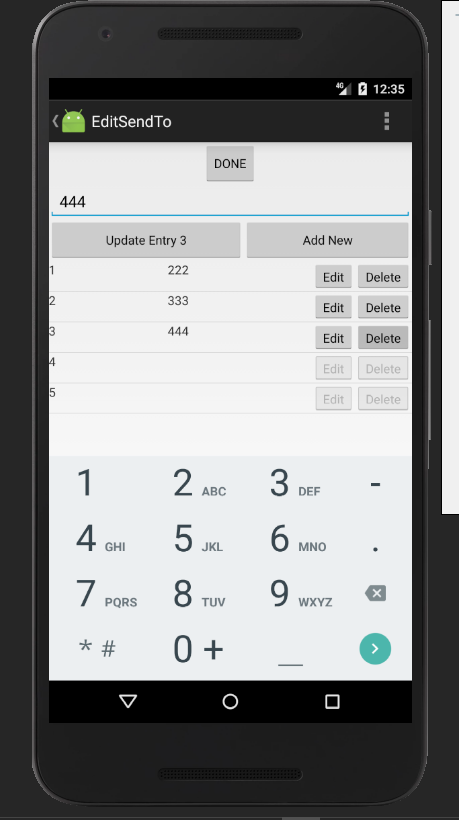 4G 12:35
EditSendTo
DONE
444
Update Entry 3 Add New
1 222 Edit Delete
2 333 Edit Delete
3 444 Edit Delete
4 Edit Delete
5 Edit Delete
1 2 ABC 3 DEF -
4 GHI 5 JKL 6 MNO .
7 PQRS 8 TUV 9 WXYZ
* # 0 + _